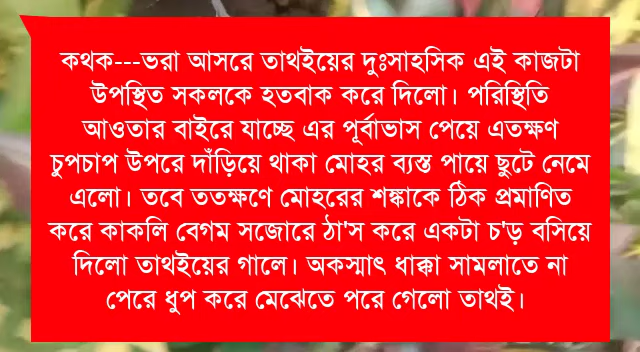 কথক---ভরা আসরে তাথইয়ের দুঃসাহসিক এই কাজটা
উপস্থিত সকলকে হতবাক করে দিলো। পরিস্থিতি
আওতার বাইরে যাচ্ছে এর পূর্বাভাস পেয়ে এতক্ষণ
চুপচাপ উপরে দাঁড়িয়ে থাকা মোহর ব্যস্ত পায়ে ছুটে নেমে
এলো। তবে ততক্ষণে মোহরের শঙ্কাকে ঠিক প্রমাণিত
করে কাকলি বেগম সজোরে ঠা'স করে একটা চ'ড় বসিয়ে
দিলো তাথইয়ের গালে। অকস্মাৎ ধাক্কা সামলাতে না
পেরে ধুপ করে মেঝেতে পরে গেলো তাথই।